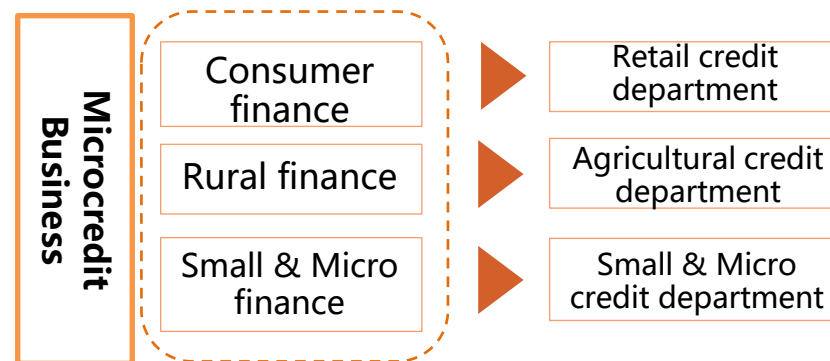 Microcredit
Business
Consumer
finance
Retail credit
department
Rural finance
Agricultural credit
department
Small & Micro
finance
Small & Micro
credit department